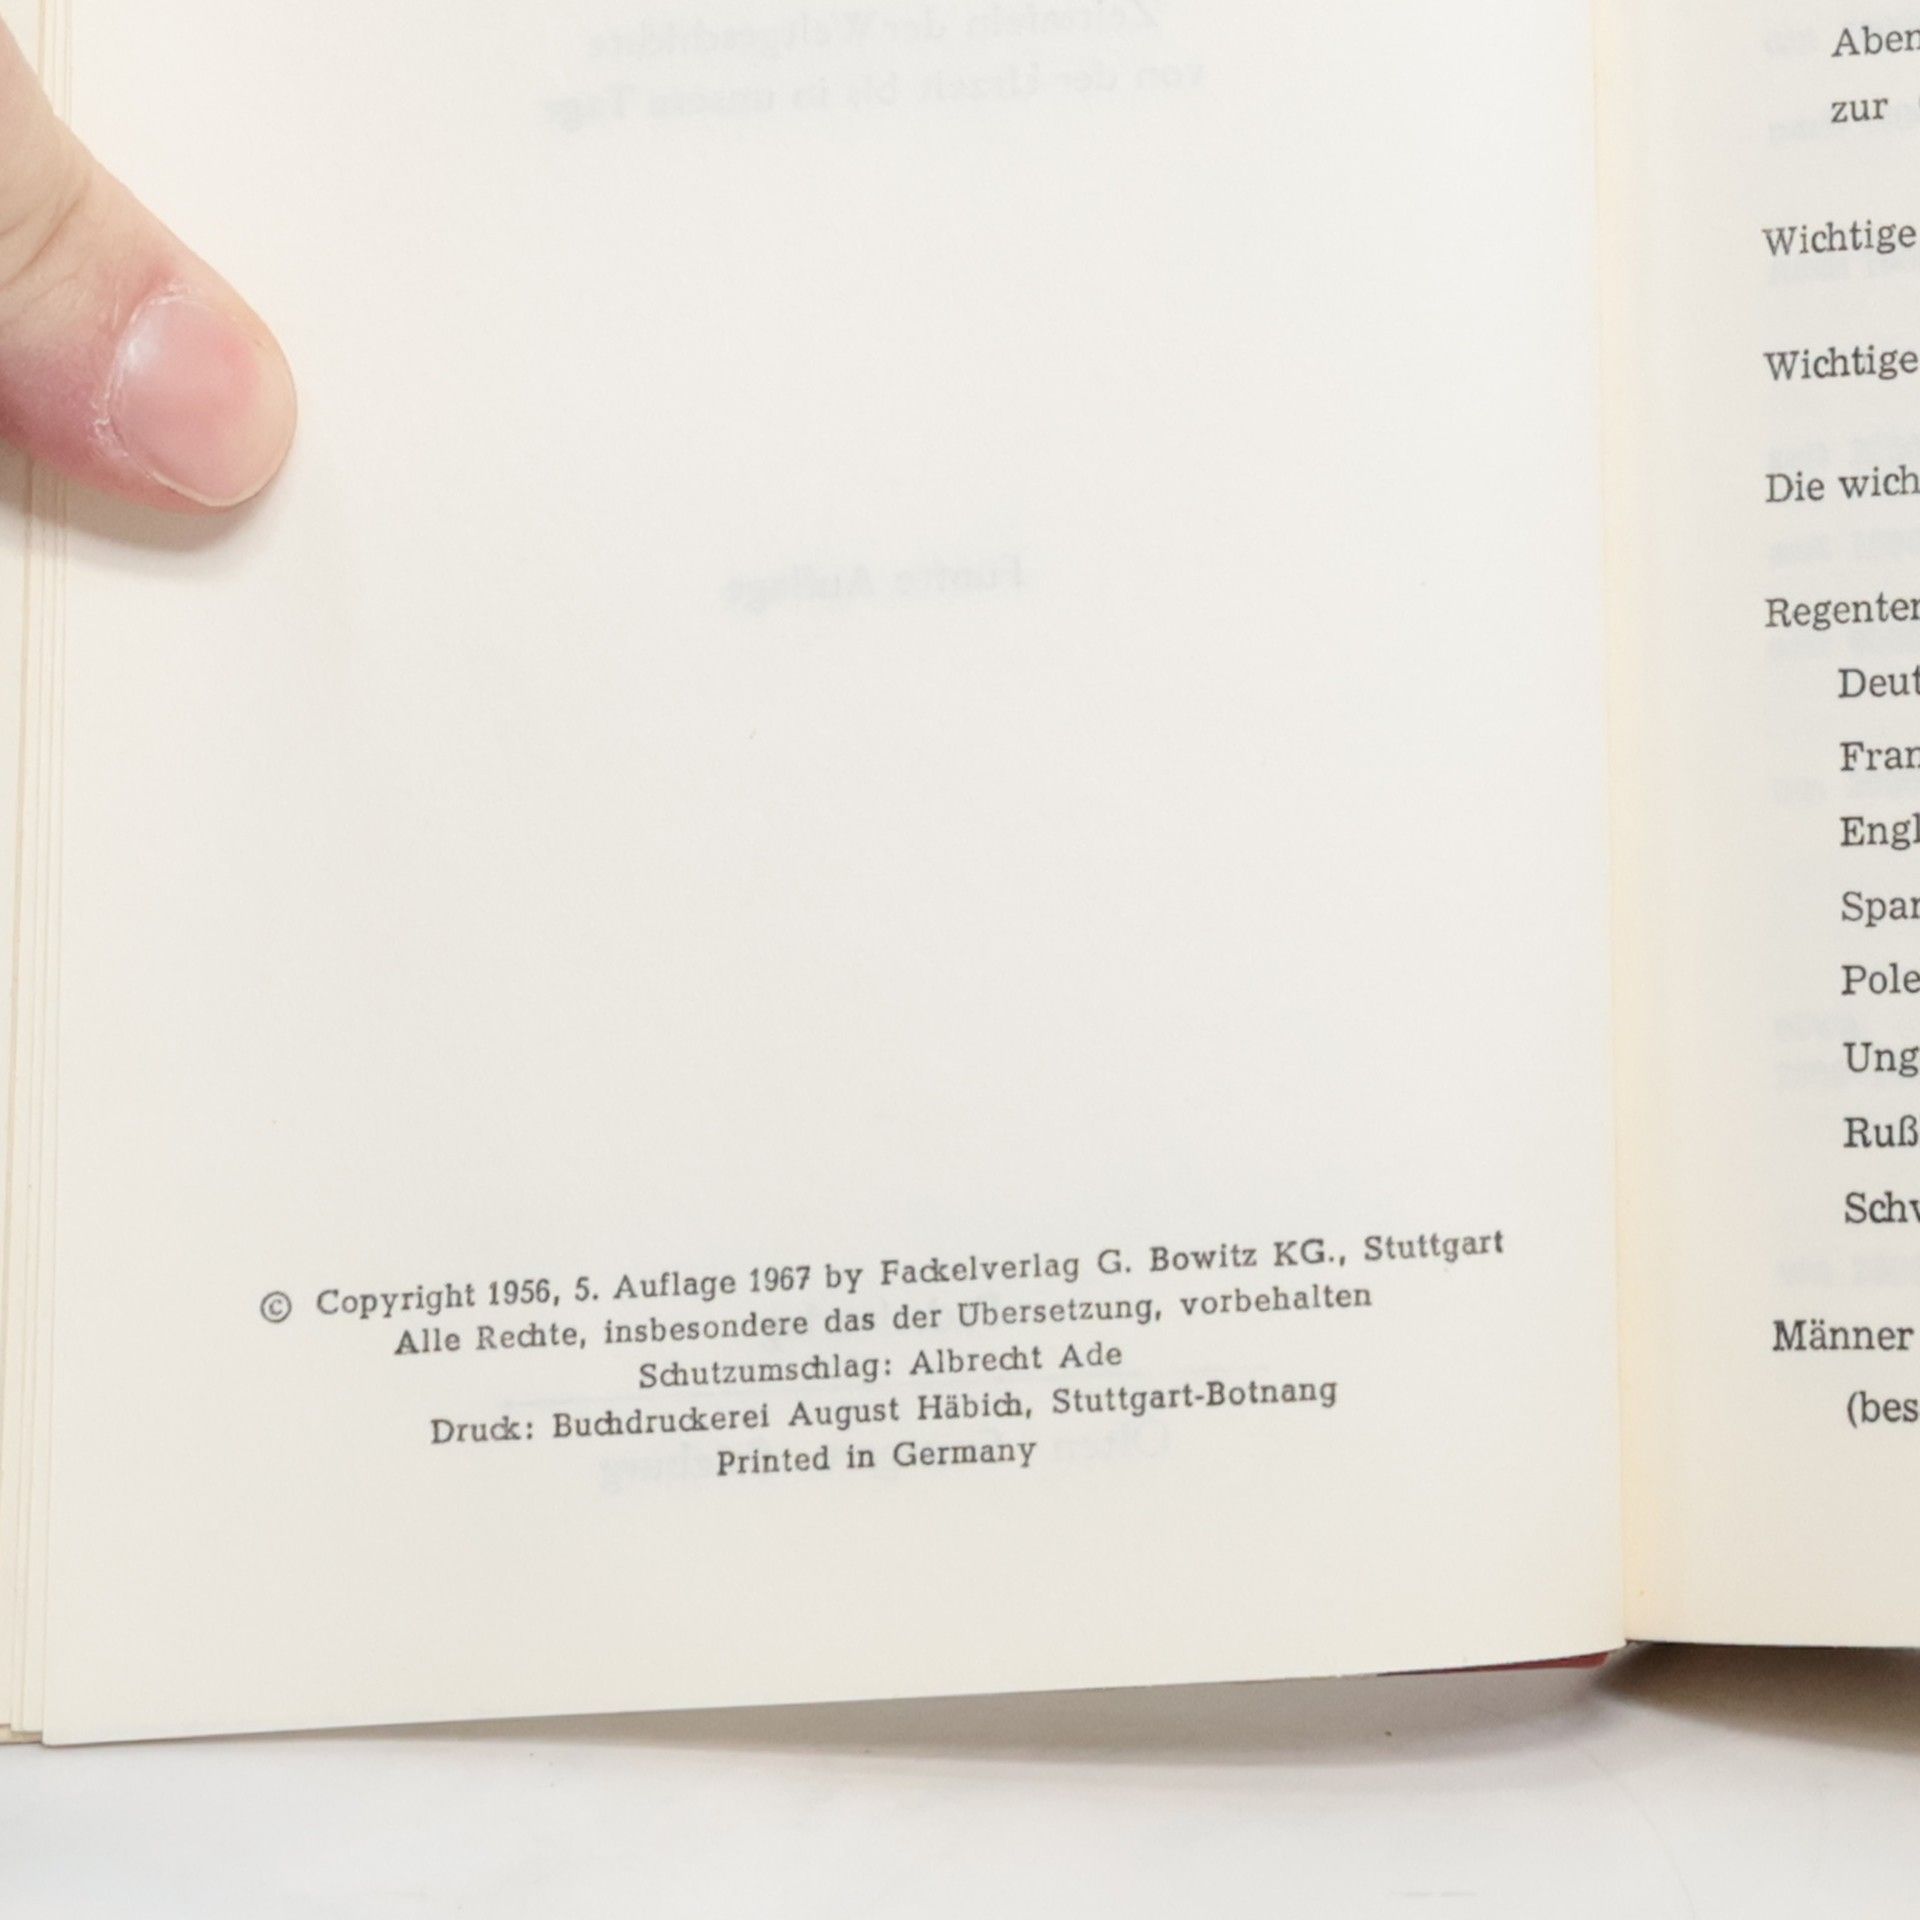 © Copyright 1956, 5. Auflage 1967 by Fackelverlag G. Bowitz KG., Stuttgart
Alle Rechte, insbesondere das der Übersetzung, vorbehalten
Schutzumschlag: Albrecht Ade
Druck: Buchdruckerei August Häbich, Stuttgart-Botnang
Printed in Germany
Aben
zur
Wichtige
Wichtige
Die wich
Regenten
Deut
Fran
Engl
Span
Pole
Ung
Ruß
Schw
Männer
(bes